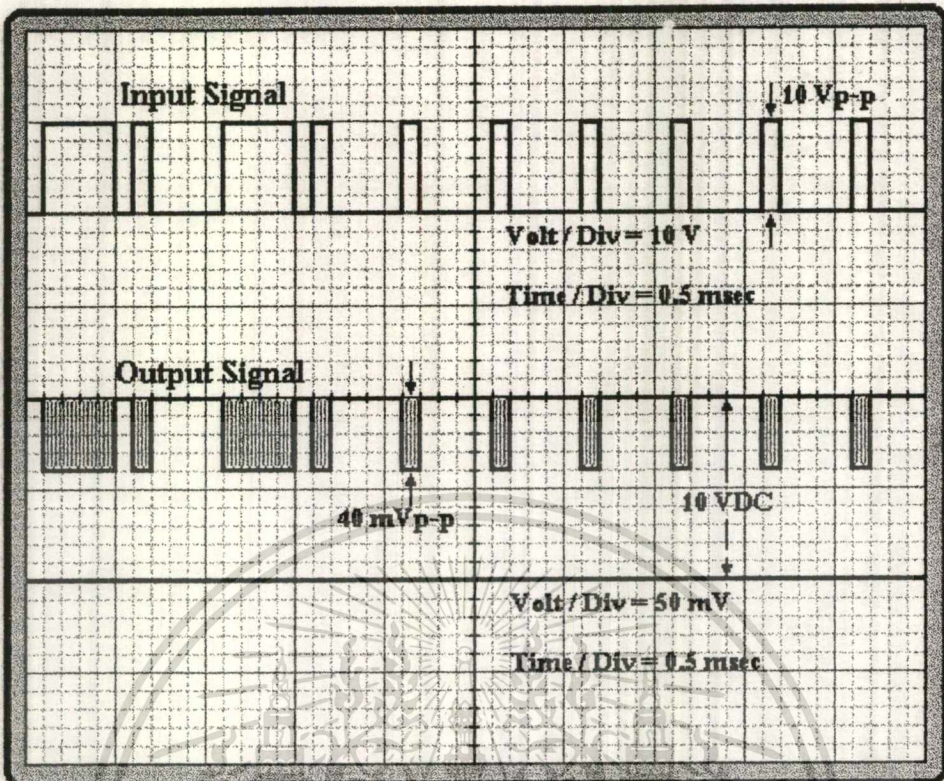 Input Signal
10 Vp-p
Volt / Div = 10 V
Time / Div = 0.5 msec
Output Signal
40 mVp-p
10 VDC
Volt / Div = 50 mV
Time / Div = 0.5 msec